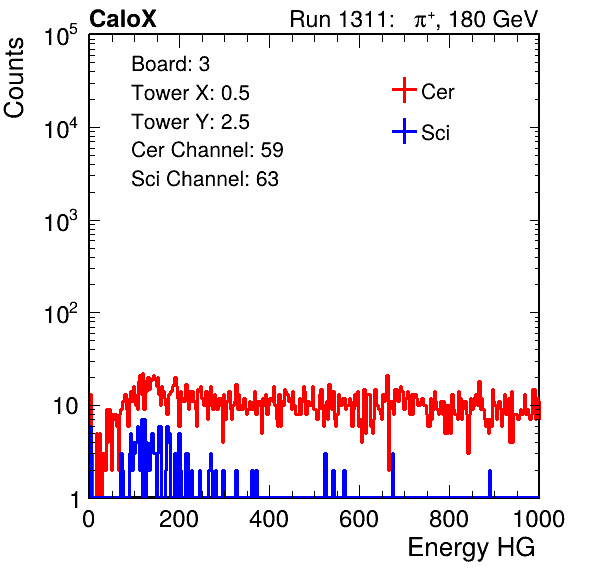 CaloX Run 1311: π⁺, 180 GeV
Counts
Board: 3
Tower X: 0.5
Tower Y: 2.5
Cer Channel: 59
Sci Channel: 63
Cer
Sci
10⁵
10⁴
10³
10²
10
1
0 200 400 600 800 1000
Energy HG